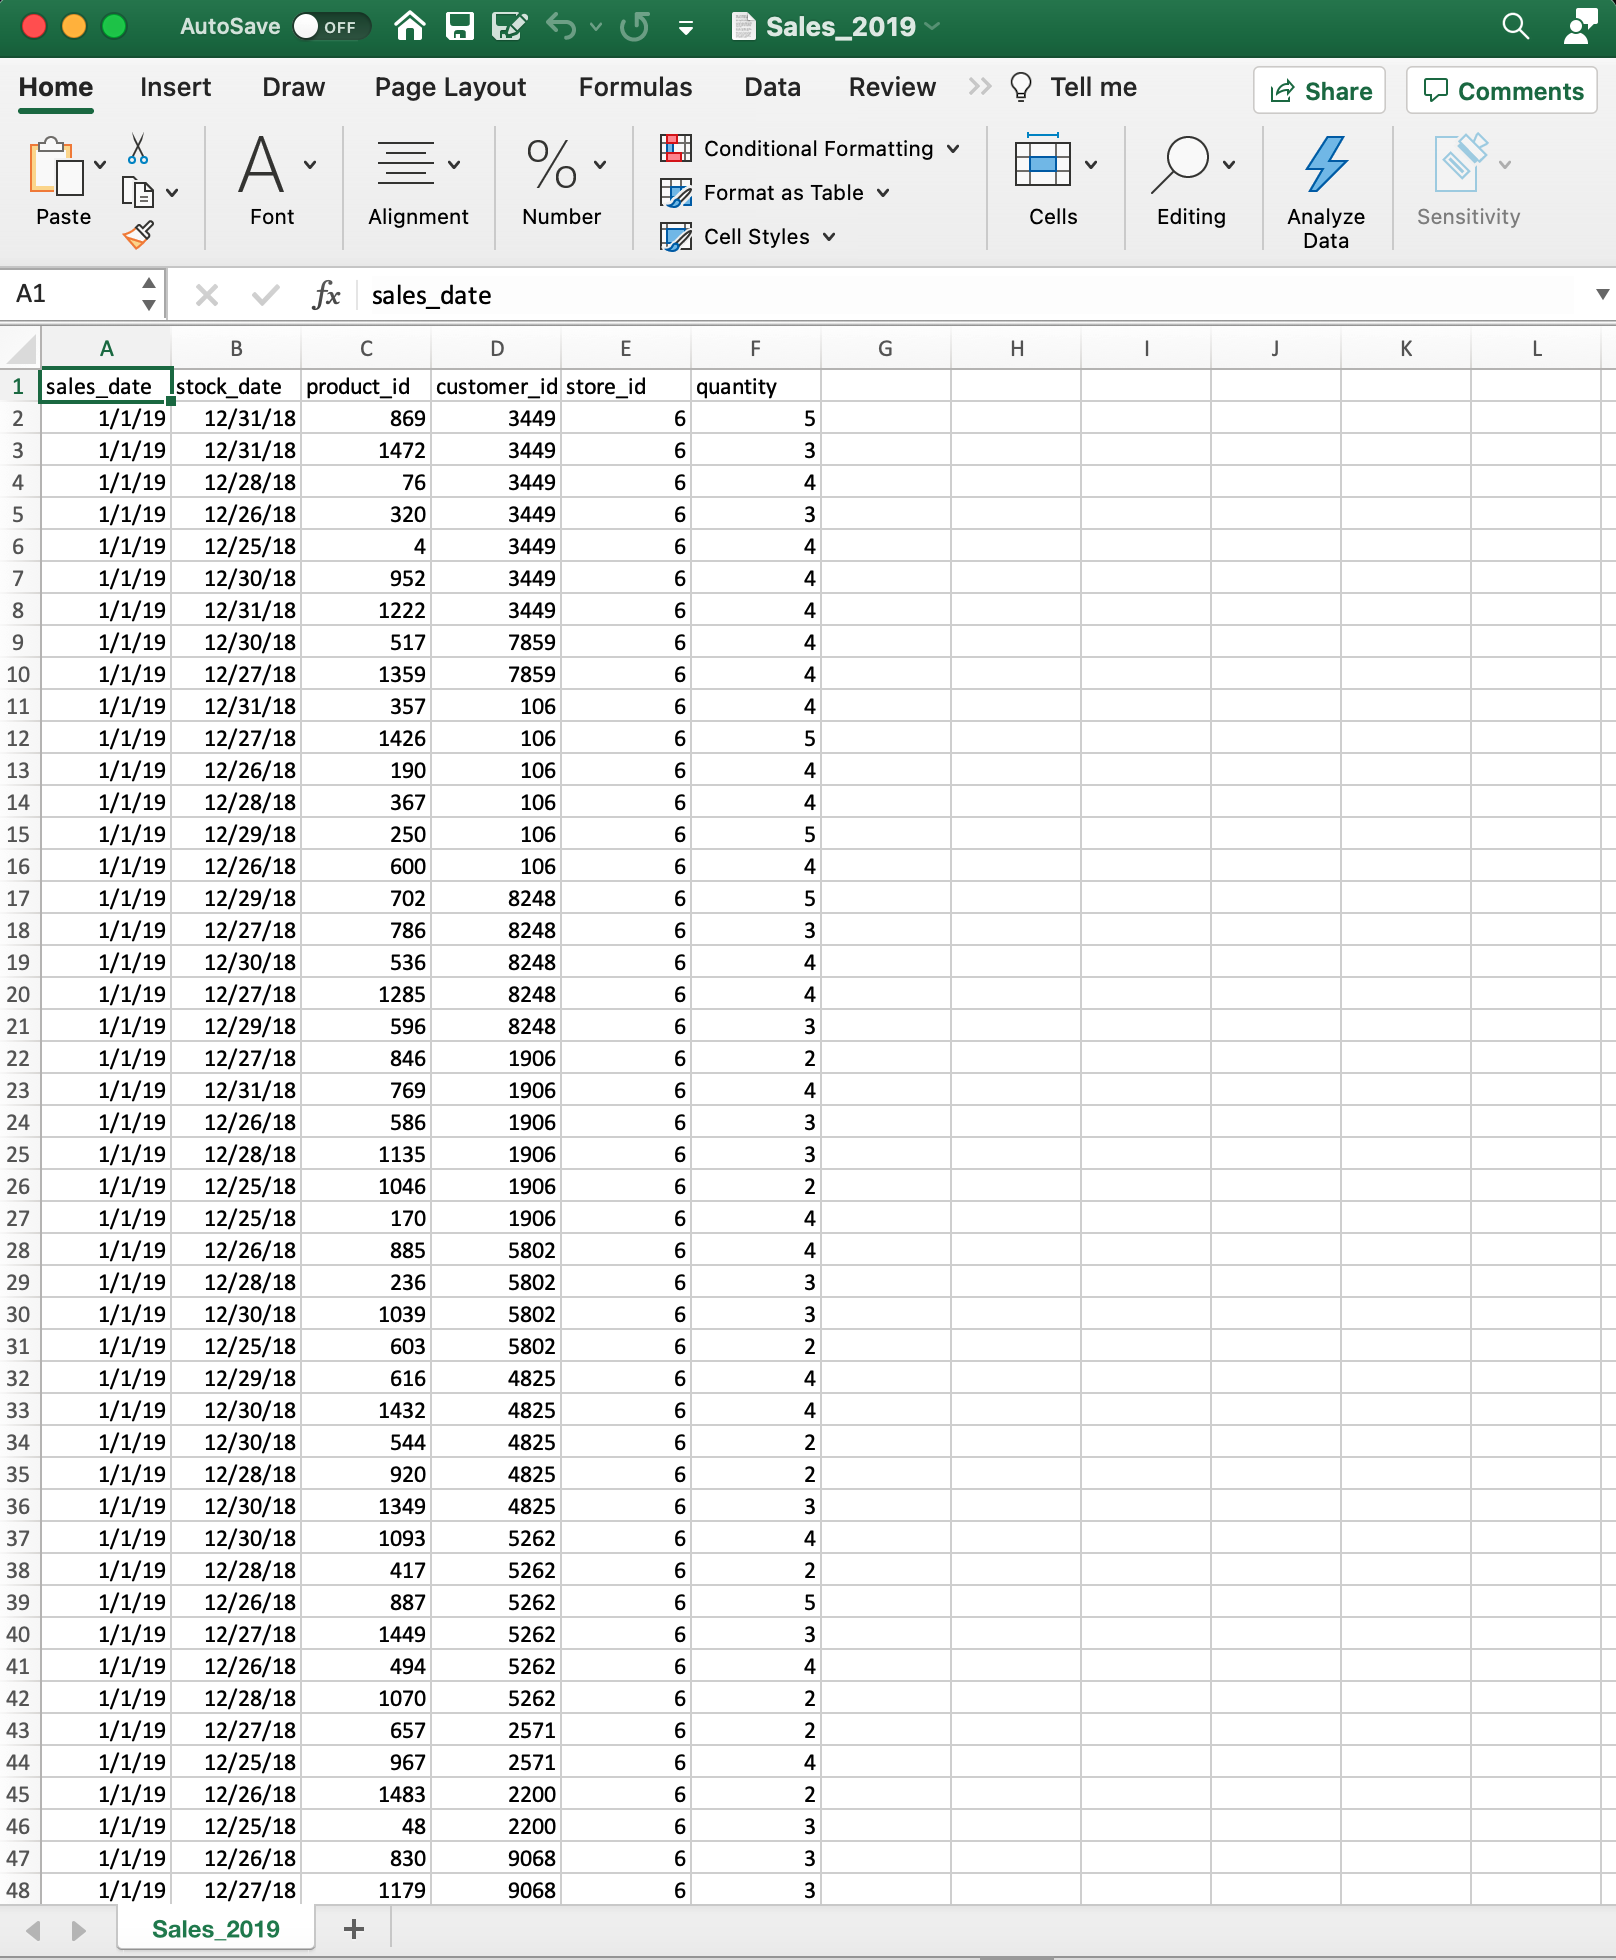 AutoSave OFF Sales_2019
Home Insert Draw Page Layout Formulas Data Review Tell me Share Comments
Paste Font Alignment % Number Conditional Formatting Format as Table Cell Styles Cells Editing Analyze Data Sensitivity
A1 fx sales_date
A B C D E F G H I J K L
1 sales_date stock_date product_id customer_id store_id quantity
2 1/1/19 12/31/18 869 3449 6 5
3 1/1/19 12/31/18 1472 3449 6 3
4 1/1/19 12/28/18 76 3449 6 4
5 1/1/19 12/26/18 320 3449 6 3
6 1/1/19 12/25/18 4 3449 6 4
7 1/1/19 12/30/18 952 3449 6 4
8 1/1/19 12/31/18 1222 3449 6 4
9 1/1/19 12/30/18 517 7859 6 4
10 1/1/19 12/27/18 1359 7859 6 4
11 1/1/19 12/31/18 357 106 6 4
12 1/1/19 12/27/18 1426 106 6 5
13 1/1/19 12/26/18 190 106 6 4
14 1/1/19 12/28/18 367 106 6 4
15 1/1/19 12/29/18 250 106 6 5
16 1/1/19 12/26/18 600 106 6 4
17 1/1/19 12/29/18 702 8248 6 5
18 1/1/19 12/27/18 786 8248 6 3
19 1/1/19 12/30/18 536 8248 6 4
20 1/1/19 12/27/18 1285 8248 6 4
21 1/1/19 12/29/18 596 8248 6 3
22 1/1/19 12/27/18 846 1906 6 2
23 1/1/19 12/31/18 769 1906 6 4
24 1/1/19 12/26/18 586 1906 6 3
25 1/1/19 12/28/18 1135 1906 6 3
26 1/1/19 12/25/18 1046 1906 6 2
27 1/1/19 12/25/18 170 1906 6 4
28 1/1/19 12/26/18 885 5802 6 4
29 1/1/19 12/28/18 236 5802 6 3
30 1/1/19 12/30/18 1039 5802 6 3
31 1/1/19 12/25/18 603 5802 6 2
32 1/1/19 12/29/18 616 4825 6 4
33 1/1/19 12/30/18 1432 4825 6 4
34 1/1/19 12/30/18 544 4825 6 2
35 1/1/19 12/28/18 920 4825 6 2
36 1/1/19 12/30/18 1349 4825 6 3
37 1/1/19 12/30/18 1093 5262 6 4
38 1/1/19 12/28/18 417 5262 6 2
39 1/1/19 12/26/18 887 5262 6 5
40 1/1/19 12/27/18 1449 5262 6 3
41 1/1/19 12/26/18 494 5262 6 4
42 1/1/19 12/28/18 1070 5262 6 2
43 1/1/19 12/27/18 657 2571 6 2
44 1/1/19 12/25/18 967 2571 6 4
45 1/1/19 12/26/18 1483 2200 6 2
46 1/1/19 12/25/18 48 2200 6 3
47 1/1/19 12/26/18 830 9068 6 3
48 1/1/19 12/27/18 1179 9068 6 3
Sales_2019 +